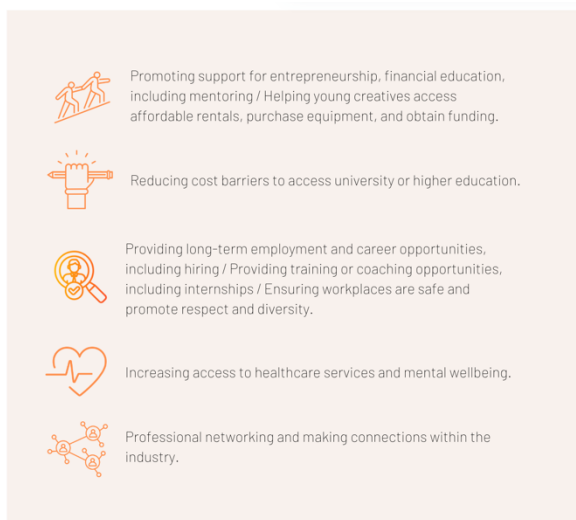 Promoting support for entrepreneurship, financial education,
including mentoring / Helping young creatives access
affordable rentals, purchase equipment, and obtain funding.
Reducing cost barriers to access university or higher education.
Providing long-term employment and career opportunities,
including hiring / Providing training or coaching opportunities,
including internships / Ensuring workplaces are safe and
promote respect and diversity.
Increasing access to healthcare services and mental wellbeing.
Professional networking and making connections within the
industry.